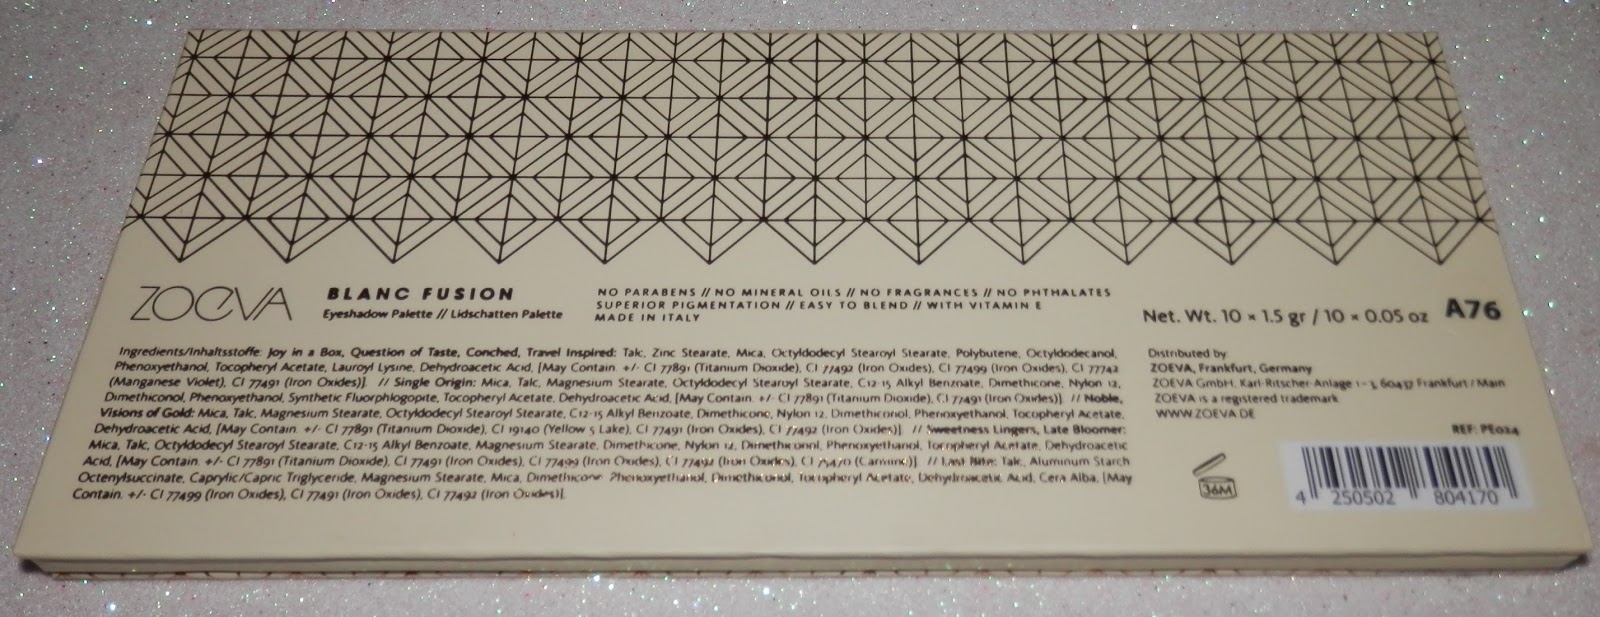 ZOEVA
BLANC FUSION
Eyeshadow Palette // Lidschatten Palette
NO PARABENS // NO MINERAL OILS // NO FRAGRANCES // NO PHTHALATES
SUPERIOR PIGMENTATION // EASY TO BLEND // WITH VITAMIN E
MADE IN ITALY
Net. Wt. 10 × 1.5 gr / 10 × 0.05 oz A76
Ingredients/Inhaltsstoffe: Joy in a Box, Question of Taste, Conched, Travel Inspired: Talc, Zinc Stearate, Mica, Octyldodecyl Stearoyl Stearate, Polybutene, Octyldodecanol,
Phenoxyethanol, Tocopheryl Acetate, Lauroyl Lysine, Dehydroacetic Acid, [May Contain. +/- CI 77891 (Titanium Dioxide), CI 77492 (Iron Oxides), CI 77499 (Iron Oxides), CI 77742
(Manganese Violet), CI 77491 (Iron Oxides)]. // Single Origin: Mica, Talc, Magnesium Stearate, Octyldodecyl Stearoyl Stearate, C12-15 Alkyl Benzoate, Dimethicone, Nylon 12,
Dimethiconol, Phenoxyethanol, Synthetic Fluorphlogopite, Tocopheryl Acetate, Dehydroacetic Acid, [May Contain. +/- CI 77891 (Titanium Dioxide), CI 77491 (Iron Oxides)]. // Noble,
Visions of Gold: Mica, Talc, Magnesium Stearate, Octyldodecyl Stearoyl Stearate, C12-15 Alkyl Benzoate, Dimethicone, Nylon 12, Dimethiconol, Phenoxyethanol, Tocopheryl Acetate,
Dehydroacetic Acid, [May Contain. +/- CI 77891 (Titanium Dioxide), CI 19140 (Yellow 5 Lake), CI 77491 (Iron Oxides), CI 77492 (Iron Oxides)]. // Sweetness Lingers, Late Bloomer:
Mica, Talc, Octyldodecyl Stearoyl Stearate, C12-15 Alkyl Benzoate, Magnesium Stearate, Dimethicone, Nylon 12, Dimethiconol, Phenoxyethanol, Tocopheryl Acetate, Dehydroacetic
Acid, [May Contain. +/- CI 77891 (Titanium Dioxide), CI 77491 (Iron Oxides), CI 77499 (Iron Oxides), CI 77492 (Iron Oxides), CI 75470 (Carmine)]. // Last Bite: Talc, Aluminum Starch
Octenylsuccinate, Caprylic/Capric Triglyceride, Magnesium Stearate, Mica, Dimethicone, Phenoxyethanol, Dimethiconol, Tocopheryl Acetate, Dehydroacetic Acid, Cera Alba, [May
Contain. +/- CI 77499 (Iron Oxides), CI 77491 (Iron Oxides), CI 77492 (Iron Oxides)].
Distributed by
ZOEVA, Frankfurt, Germany
ZOEVA GmbH, Karl-Ritscher-Anlage 1-3, 60437 Frankfurt / Main
ZOEVA is a registered trademark
WWW.ZOEVA.DE
REF: PE024
36M
4 250502 804170